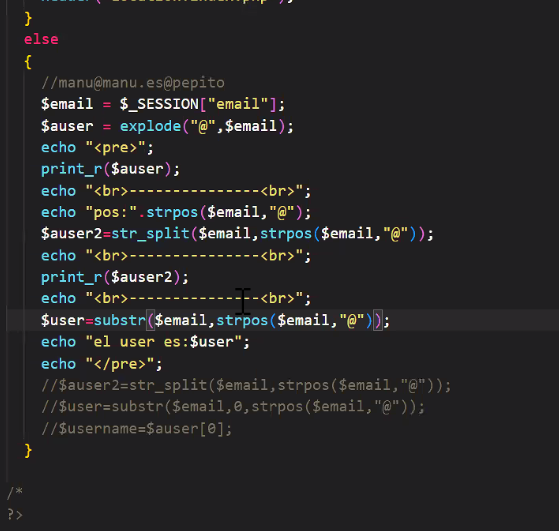 }
else
{
//manu@manu.es@pepito
$email = $_SESSION["email"];
$auser = explode("@",$email);
echo "<pre>";
print_r($auser);
echo "<br>---------------<br>";
echo "pos:".strpos($email,"@");
$auser2=str_split($email,strpos($email,"@"));
echo "<br>---------------<br>";
print_r($auser2);
echo "<br>---------------<br>";
$user=substr($email,strpos($email,"@"));
echo "el user es:$user";
echo "</pre>";
//$auser2=str_split($email,strpos($email,"@"));
//$user=substr($email,0,strpos($email,"@"));
//$username=$auser[0];
}
/*
?>